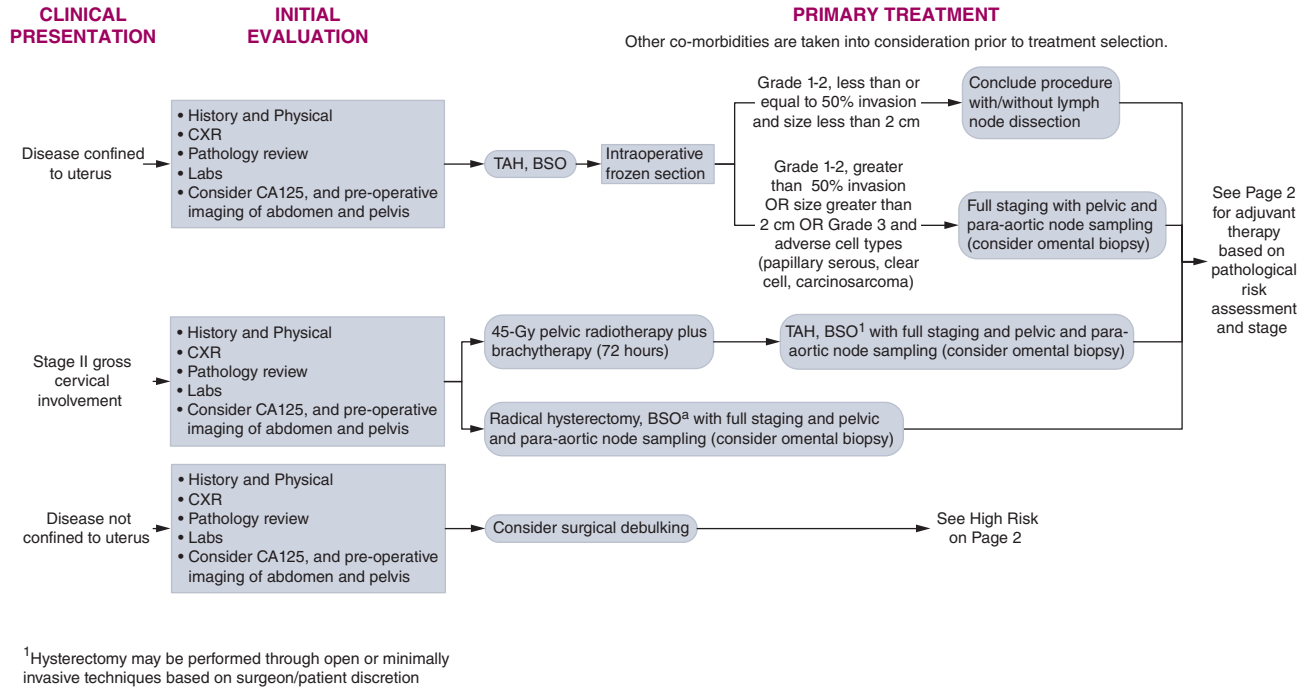 CLINICAL
PRESENTATION
INITIAL
EVALUATION
PRIMARY TREATMENT
Other co-morbidities are taken into consideration prior to treatment selection.
Disease confined
to uterus
• History and Physical
• CXR
• Pathology review
• Labs
• Consider CA125, and pre-operative
imaging of abdomen and pelvis
TAH, BSO
Intraoperative
frozen section
Grade 1-2, less than or
equal to 50% invasion
and size less than 2 cm
Conclude procedure
with/without lymph
node dissection
Grade 1-2, greater
than 50% invasion
OR size greater than
2 cm OR Grade 3 and
adverse cell types
(papillary serous, clear
cell, carcinosarcoma)
Full staging with pelvic and
para-aortic node sampling
(consider omental biopsy)
See Page 2
for adjuvant
therapy
based on
pathological
risk
assessment
and stage
Stage II gross
cervical
involvement
• History and Physical
• CXR
• Pathology review
• Labs
• Consider CA125, and pre-operative
imaging of abdomen and pelvis
45-Gy pelvic radiotherapy plus
brachytherapy (72 hours)
TAH, BSO1 with full staging and pelvic and para-
aortic node sampling (consider omental biopsy)
Radical hysterectomy, BSOa with full staging and pelvic
and para-aortic node sampling (consider omental biopsy)
Disease not
confined to uterus
• History and Physical
• CXR
• Pathology review
• Labs
• Consider CA125, and pre-operative
imaging of abdomen and pelvis
Consider surgical debulking
See High Risk
on Page 2
1Hysterectomy may be performed through open or minimally
invasive techniques based on surgeon/patient discretion